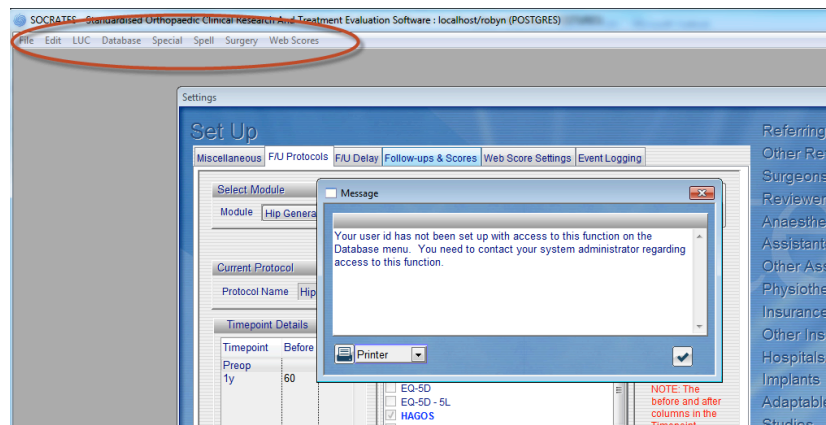 SOCRATES - Standardised Orthopaedic Clinical Research And Treatment Evaluation Software : localhost/robyn (POSTGRES)
File Edit LUC Database Special Spell Surgery Web Scores
Settings
Set Up
Miscellaneous F/U Protocols F/U Delay Follow-ups & Scores Web Score Settings Event Logging
Select Module
Module Hip Genera
Current Protocol
Protocol Name Hip
Timepoint Details
Timepoint Before
Preop
1y 60
Message
Your user id has not been set up with access to this function on the
Database menu. You need to contact your system administrator regarding
access to this function.
Printer
EQ-5D
EQ-5D - 5L
HAGOS
NOTE: The
before and after
columns in the
Timepoint
Referring
Other Re
Surgeons
Reviewer
Anaesthe
Assistant
Other Ass
Physiothe
Insurance
Other Ins
Hospitals
Implants
Adaptable
Studies